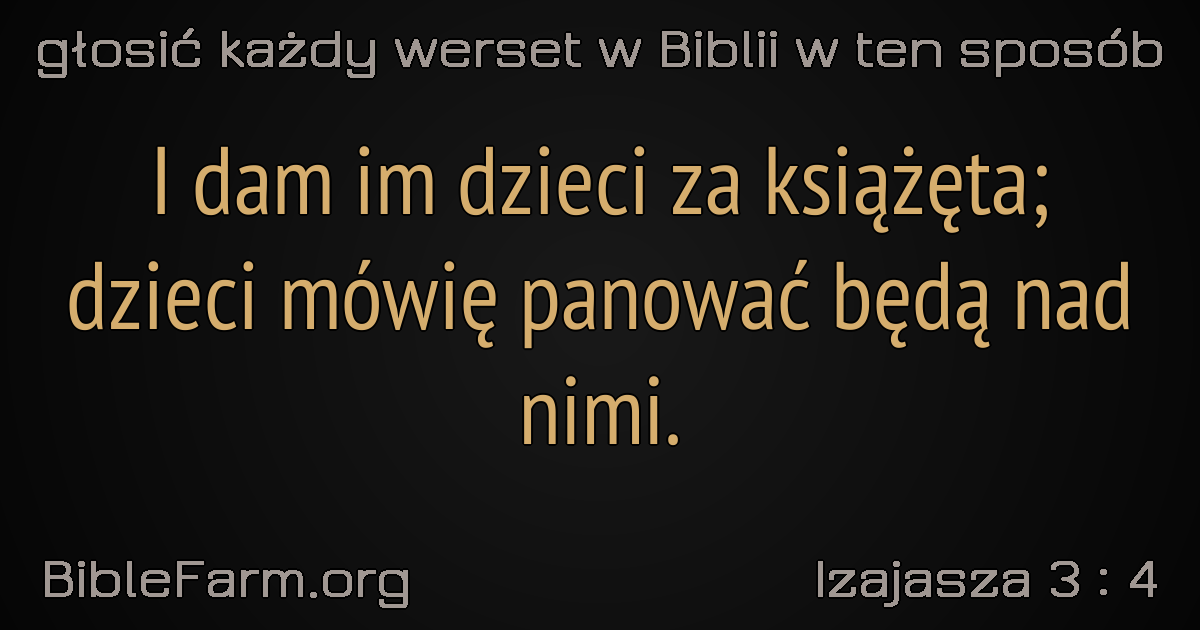 głosić każdy werset w Biblii w ten sposób
I dam im dzieci za książęta;
dzieci mówię panować będą nad
nimi.
BibleFarm.org
Izajasza 3 : 4